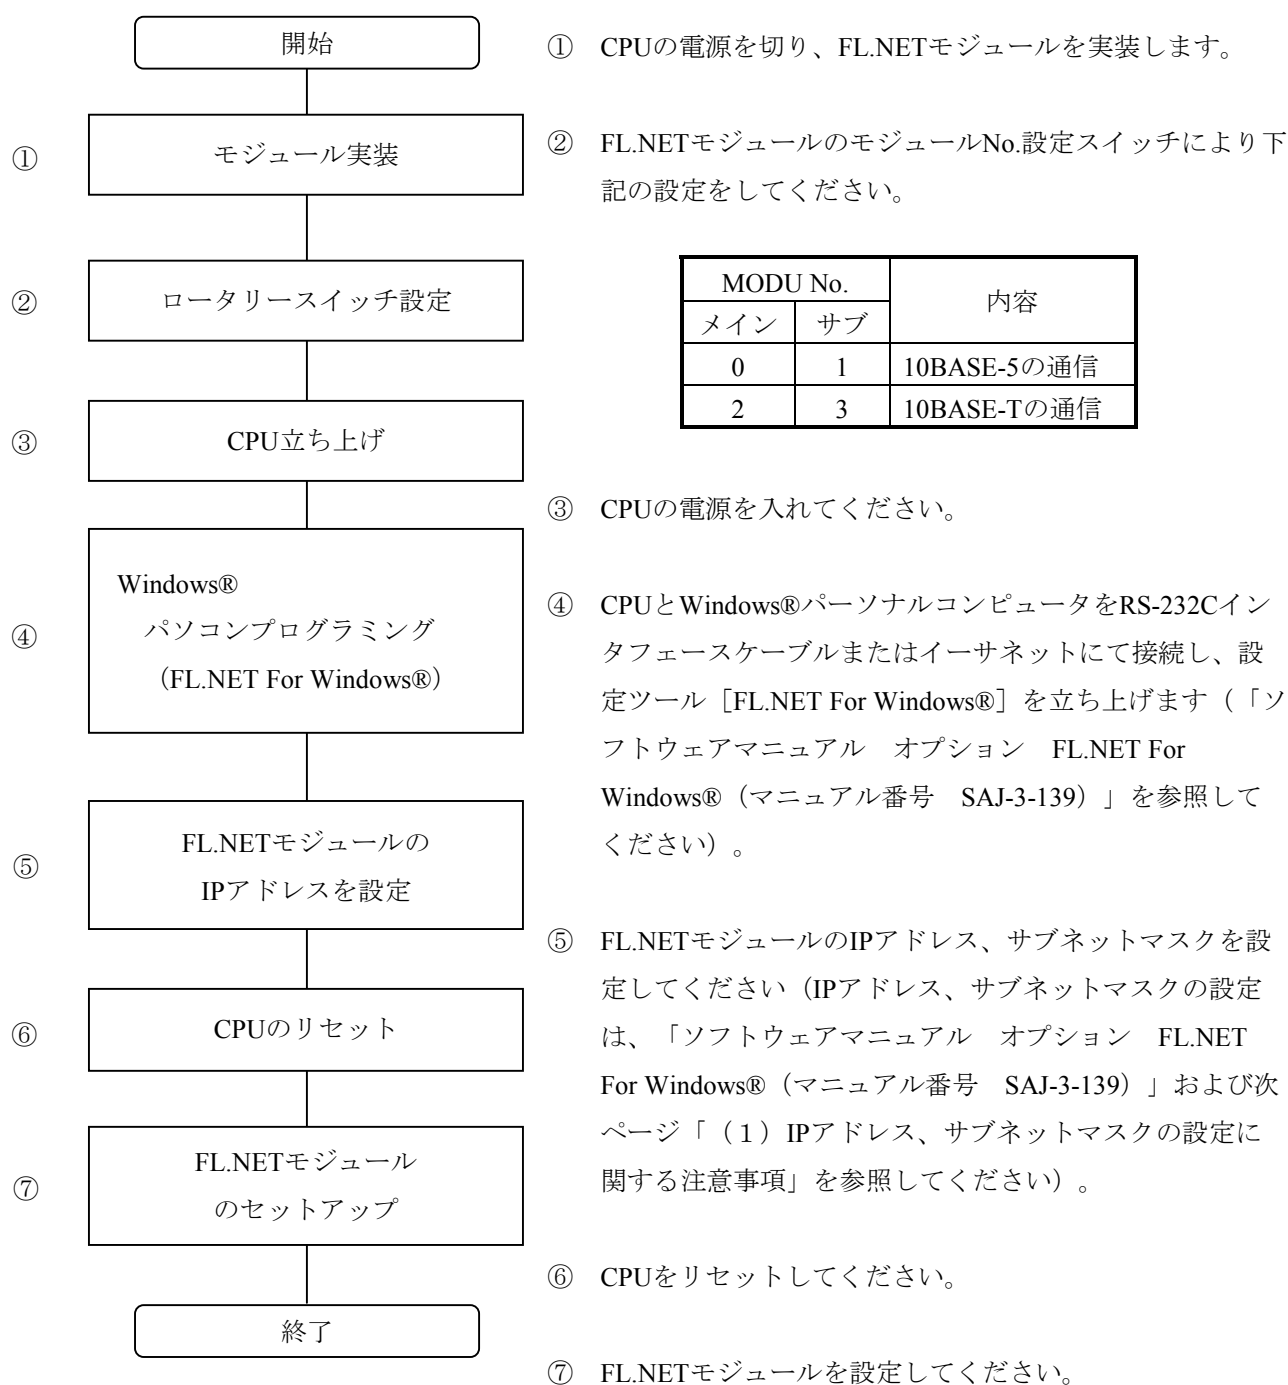 開始
① モジュール実装
② ロータリースイッチ設定
③ CPU立ち上げ
④ Windows®
パソコンプログラミング
（FL.NET For Windows®）
⑤ FL.NETモジュールの
IPアドレスを設定
⑥ CPUのリセット
⑦ FL.NETモジュール
のセットアップ
終了
① CPUの電源を切り、FL.NETモジュールを実装します。
② FL.NETモジュールのモジュールNo.設定スイッチにより下
記の設定をしてください。
MODU No. 内容
メイン サブ
0 1 10BASE-5の通信
2 3 10BASE-Tの通信
③ CPUの電源を入れてください。
④ CPUとWindows®パーソナルコンピュータをRS-232Cイン
タフェースケーブルまたはイーサネットにて接続し、設
定ツール［FL.NET For Windows®］を立ち上げます（「ソ
フトウェアマニュアル　オプション　FL.NET For
Windows®（マニュアル番号　SAJ-3-139）」を参照して
ください）。
⑤ FL.NETモジュールのIPアドレス、サブネットマスクを設
定してください（IPアドレス、サブネットマスクの設定
は、「ソフトウェアマニュアル　オプション　FL.NET
For Windows®（マニュアル番号　SAJ-3-139）」および次
ページ「（１）IPアドレス、サブネットマスクの設定に
関する注意事項」を参照してください）。
⑥ CPUをリセットしてください。
⑦ FL.NETモジュールを設定してください。